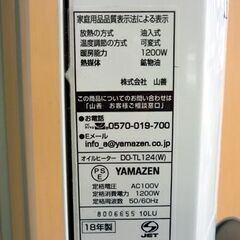 家庭用品品質表示法による表示
放熱の方式 油入式
温度調節の方式 可変式
暖房能力 1200W
熱媒体 鉱物油
株式会社 山善
この商品についてのお問い合わせは
「山善 お客様ご相談窓口」
●お電話
0570-019-700
●Eメール
info_e@yamazen.co.jp
オイルヒーター DO-TL124(W)
PSE YAMAZEN
定格電圧 AC100V
定格消費電力 1200W
定格周波数 50/60Hz
8006655 10LU
18年製
S JET